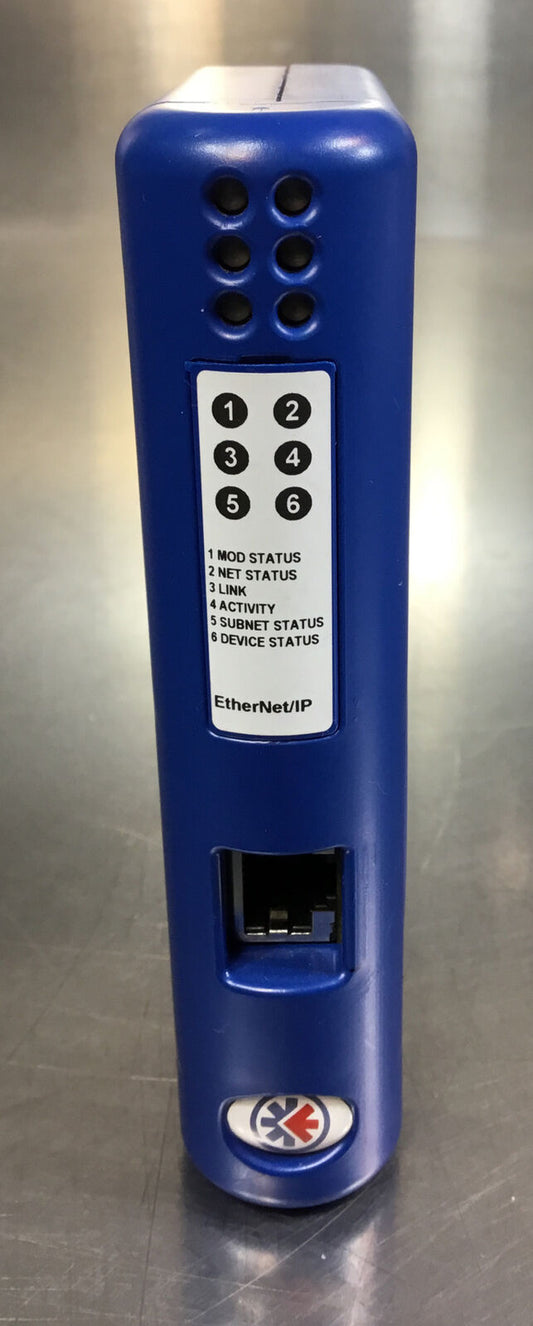 1 2
3 4
5 6
1 MOD STATUS
2 NET STATUS
3 LINK
4 ACTIVITY
5 SUBNET STATUS
6 DEVICE STATUS
EtherNet/IP